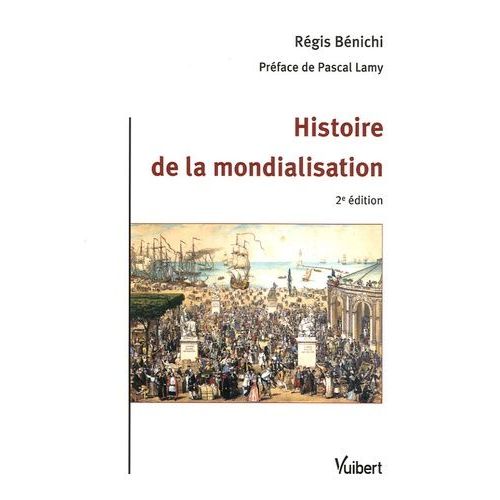 Régis Bénichi
Préface de Pascal Lamy
Histoire
de la mondialisation
2e édition
Vuibert